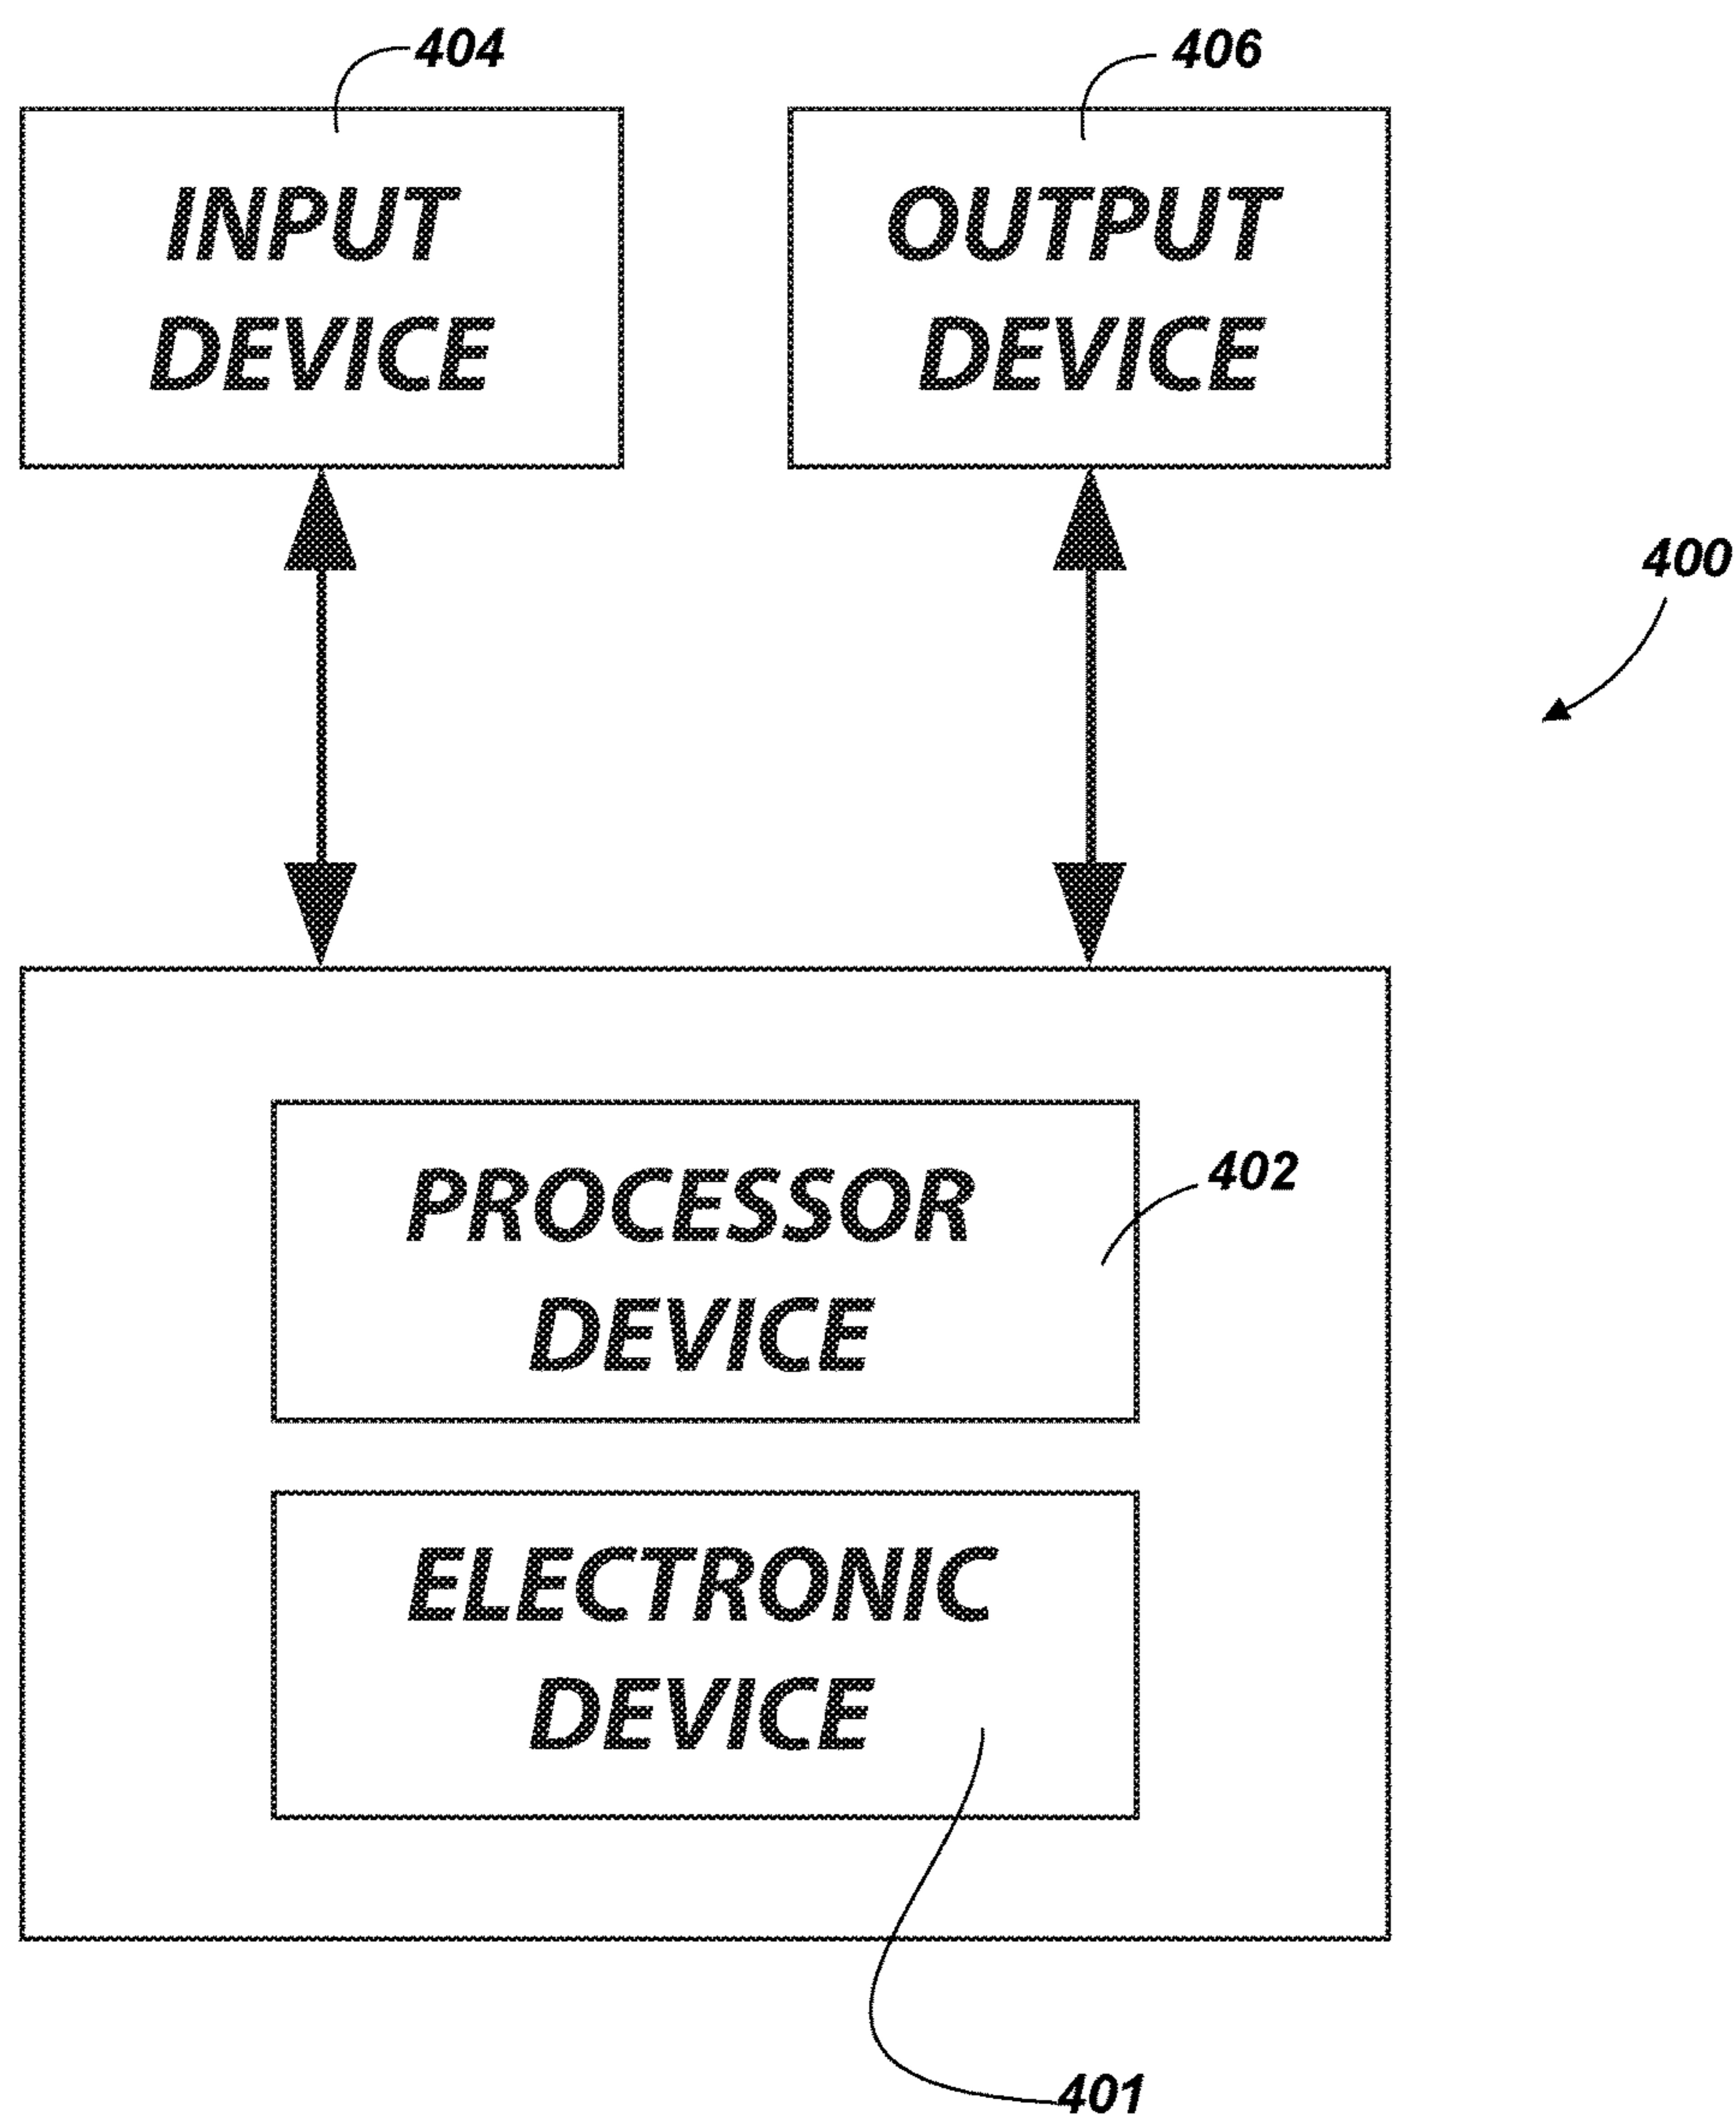 404
406
INPUT
DEVICE
OUTPUT
DEVICE
400
PROCESSOR
DEVICE
402
ELECTRONIC
DEVICE
401